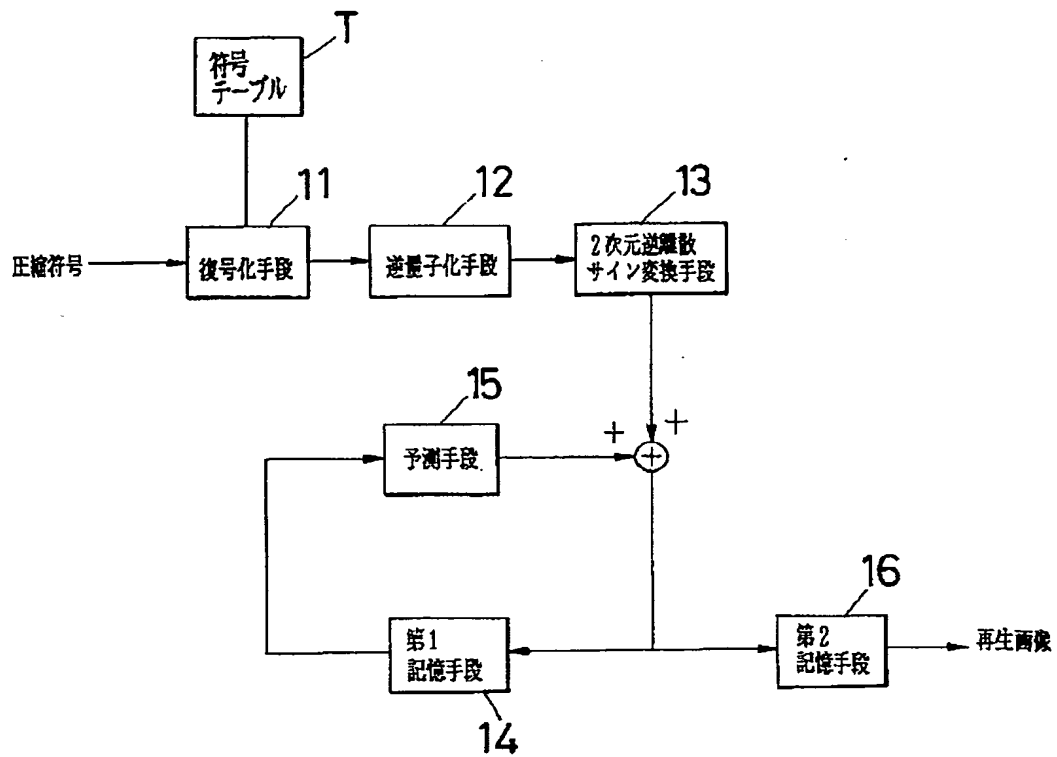 T
符号
テーブル
11
12
13
圧縮符号
復号化手段
逆量子化手段
2次元逆離散
サイン変換手段
15
+
+
予測手段
+
16
第1
記憶手段
第2
記憶手段
再生画像
14